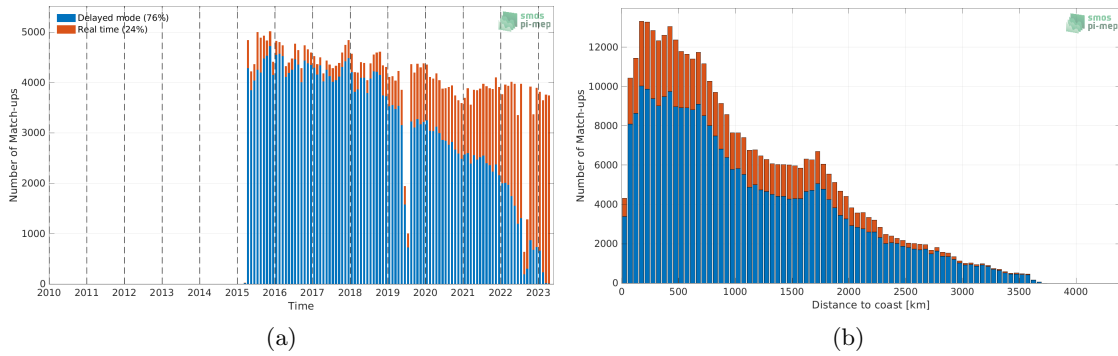 Delayed mode (76%)
Real time (24%)
smos
pi-mep
5000
4000
3000
2000
1000
0
Number of Match-ups
2010 2011 2012 2013 2014 2015 2016 2017 2018 2019 2020 2021 2022 2023
Time
(a)
smos
pi-mep
12000
10000
8000
6000
4000
2000
0
Number of Match-ups
0 500 1000 1500 2000 2500 3000 3500 4000
Distance to coast [km]
(b)